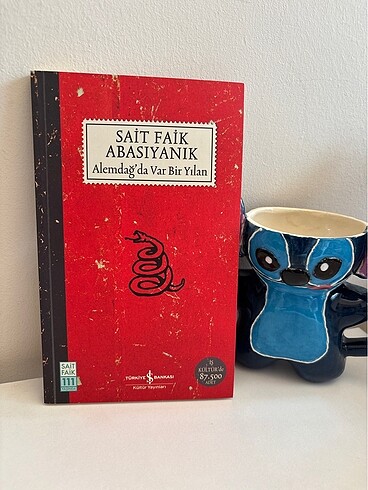 SAİT FAİK
ABASIYANIK
Alemdağ'da Var Bir Yılan
SAİT
FAİK
111
TÜRKİYE İŞ BANKASI
Kültür Yayınları
KÜLTÜR'de
87.500
ADET